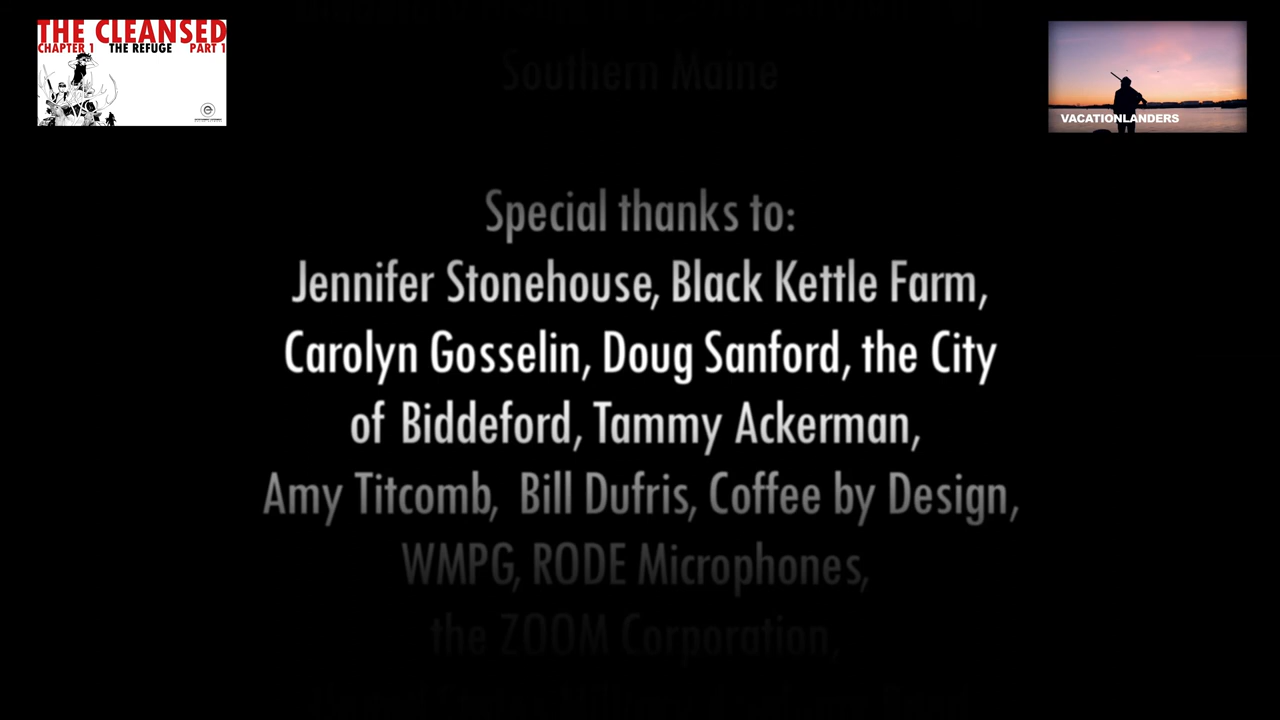 THE CLEANSED
CHAPTER 1 THE REFUGE PART 1
VACATIONLANDERS
Southern Maine
Special thanks to:
Jennifer Stonehouse, Black Kettle Farm,
Carolyn Gosselin, Doug Sanford, the City
of Biddeford, Tammy Ackerman,
Amy Titcomb, Bill Dufris, Coffee by Design,
WMPG, RODE Microphones,
the ZOOM Corporation,